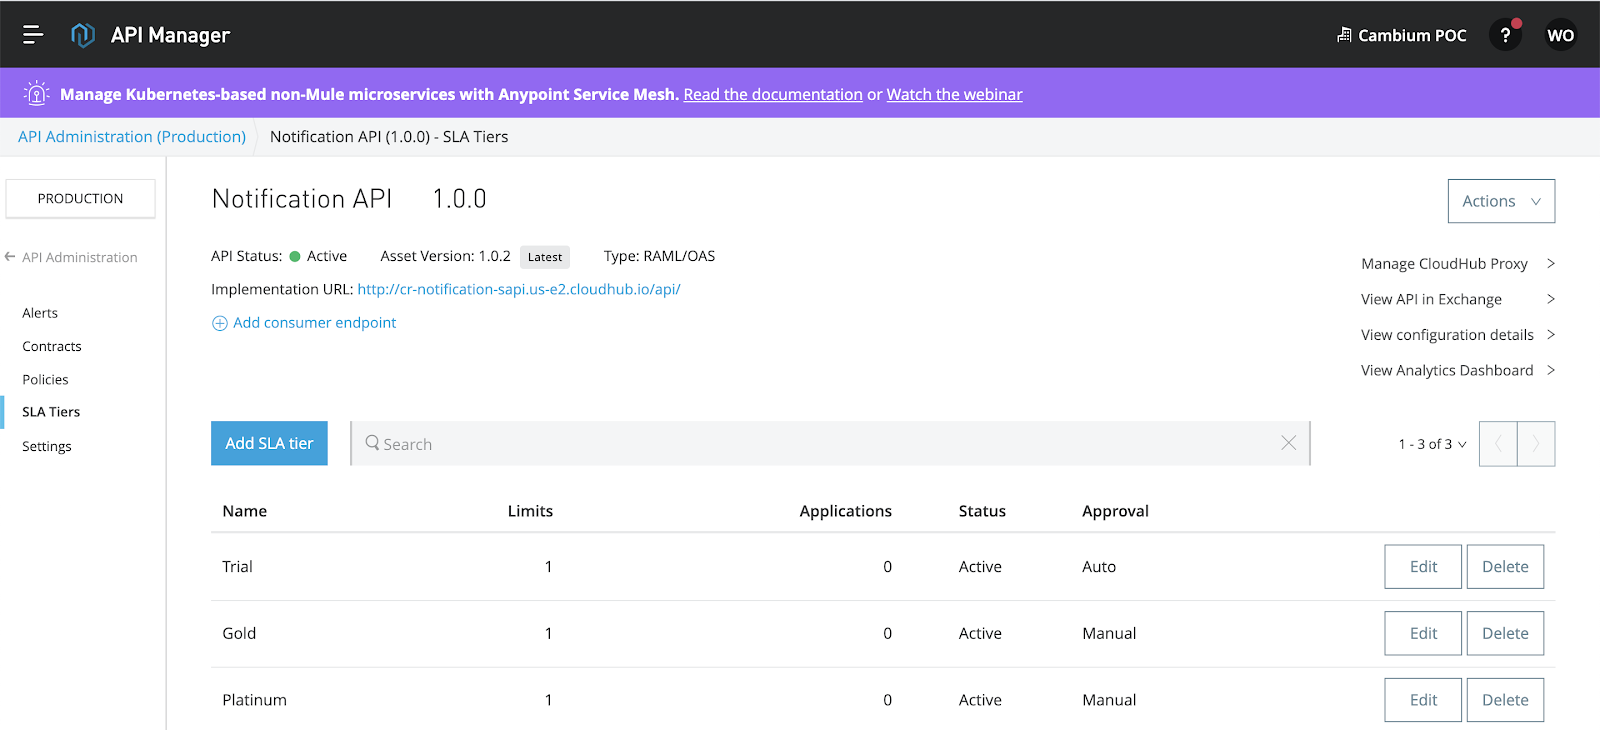 API Manager
Cambium POC ? WO
Manage Kubernetes-based non-Mule microservices with Anypoint Service Mesh. Read the documentation or Watch the webinar
API Administration (Production) Notification API (1.0.0) - SLA Tiers
PRODUCTION
API Administration
Alerts
Contracts
Policies
SLA Tiers
Settings
Notification API 1.0.0
Actions
API Status: Active Asset Version: 1.0.2 Latest Type: RAML/OAS
Implementation URL: http://cr-notification-sapi.us-e2.cloudhub.io/api/
Add consumer endpoint
Manage CloudHub Proxy >
View API in Exchange >
View configuration details >
View Analytics Dashboard >
Add SLA tier Search 1 - 3 of 3
Name Limits Applications Status Approval
Trial 1 0 Active Auto Edit Delete
Gold 1 0 Active Manual Edit Delete
Platinum 1 0 Active Manual Edit Delete